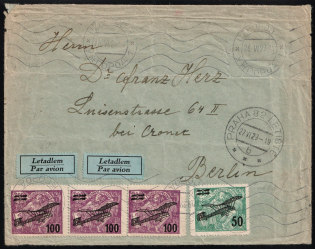 Herrn
Dr. Franz Herz
Luisenstrasse 64 II
bei Cronex
Berlin
Letadlem
Par avion
Letadlem
Par avion
PRAHA
100
100
100
50